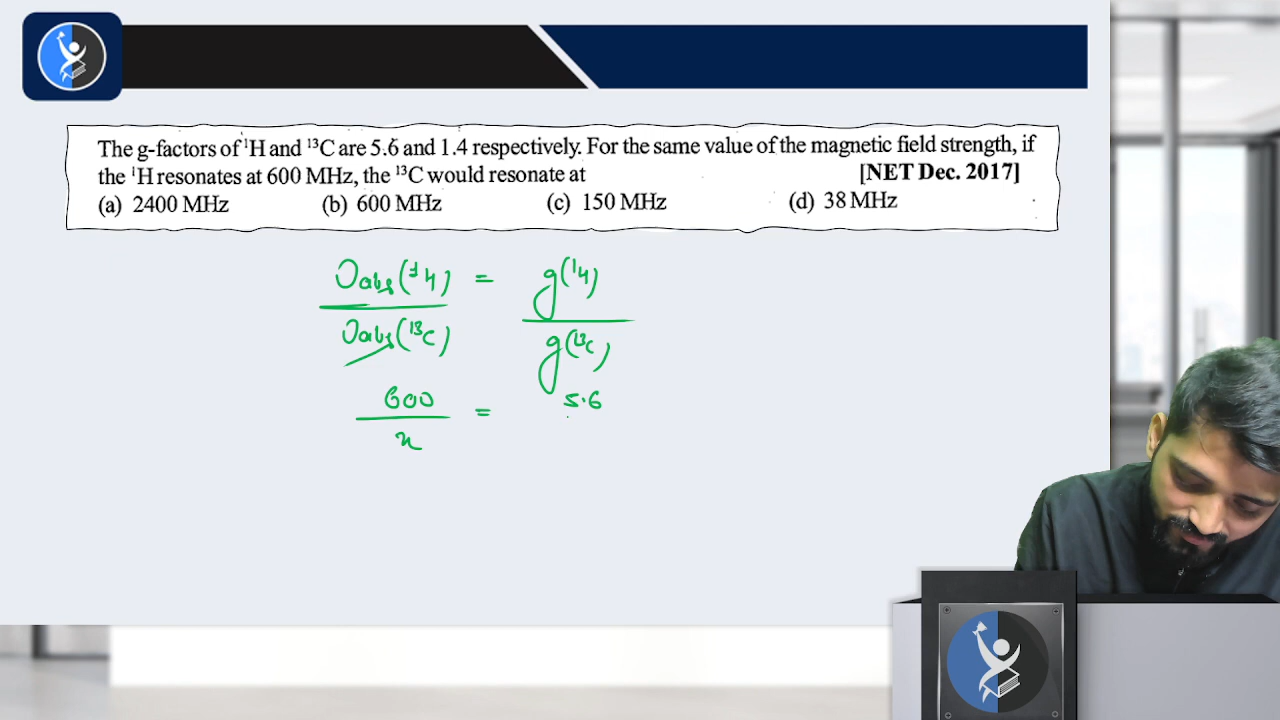 The g-factors of ¹H and ¹³C are 5.6 and 1.4 respectively. For the same value of the magnetic field strength, if
the ¹H resonates at 600 MHz, the ¹³C would resonate at [NET Dec. 2017]
(a) 2400 MHz (b) 600 MHz (c) 150 MHz (d) 38 MHz
υabs(¹H) = g(¹H)
υabs(¹³C) g(¹³C)
600 = 5.6
x